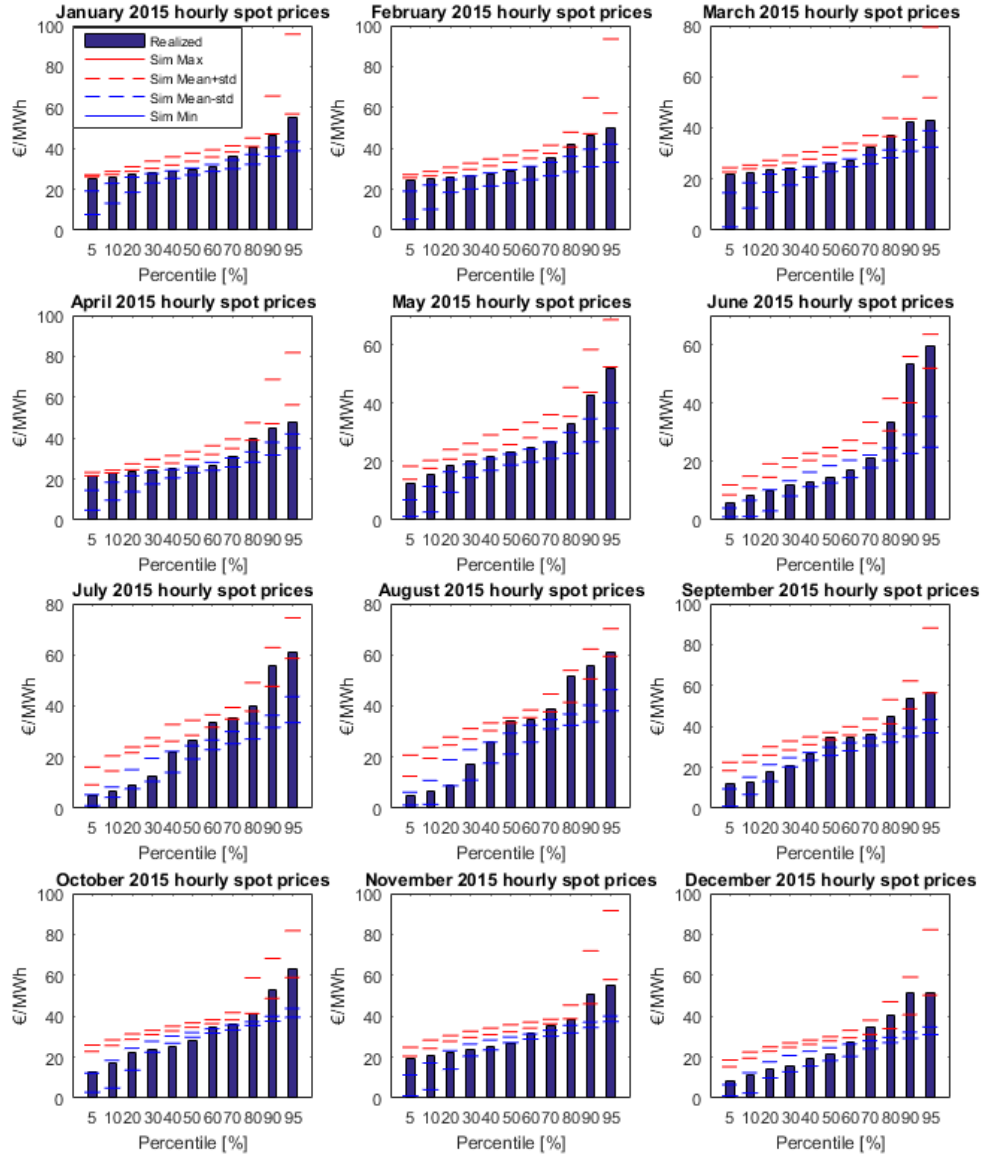 January 2015 hourly spot prices
February 2015 hourly spot prices
March 2015 hourly spot prices
100
80
60
40
20
0
€/MWh
Realized
Sim Max
Sim Mean+std
Sim Mean-std
Sim Min
5 10 20 30 40 50 60 70 80 90 95
Percentile [%]
100
80
60
40
20
0
€/MWh
5 10 20 30 40 50 60 70 80 90 95
Percentile [%]
80
60
40
20
0
€/MWh
5 10 20 30 40 50 60 70 80 90 95
Percentile [%]
April 2015 hourly spot prices
May 2015 hourly spot prices
June 2015 hourly spot prices
100
80
60
40
20
0
€/MWh
5 10 20 30 40 50 60 70 80 90 95
Percentile [%]
60
40
20
0
€/MWh
5 10 20 30 40 50 60 70 80 90 95
Percentile [%]
60
40
20
0
€/MWh
5 10 20 30 40 50 60 70 80 90 95
Percentile [%]
July 2015 hourly spot prices
August 2015 hourly spot prices
September 2015 hourly spot prices
80
60
40
20
0
€/MWh
5 10 20 30 40 50 60 70 80 90 95
Percentile [%]
80
60
40
20
0
€/MWh
5 10 20 30 40 50 60 70 80 90 95
Percentile [%]
100
80
60
40
20
0
€/MWh
5 10 20 30 40 50 60 70 80 90 95
Percentile [%]
October 2015 hourly spot prices
November 2015 hourly spot prices
December 2015 hourly spot prices
100
80
60
40
20
0
€/MWh
5 10 20 30 40 50 60 70 80 90 95
Percentile [%]
100
80
60
40
20
0
€/MWh
5 10 20 30 40 50 60 70 80 90 95
Percentile [%]
100
80
60
40
20
0
€/MWh
5 10 20 30 40 50 60 70 80 90 95
Percentile [%]